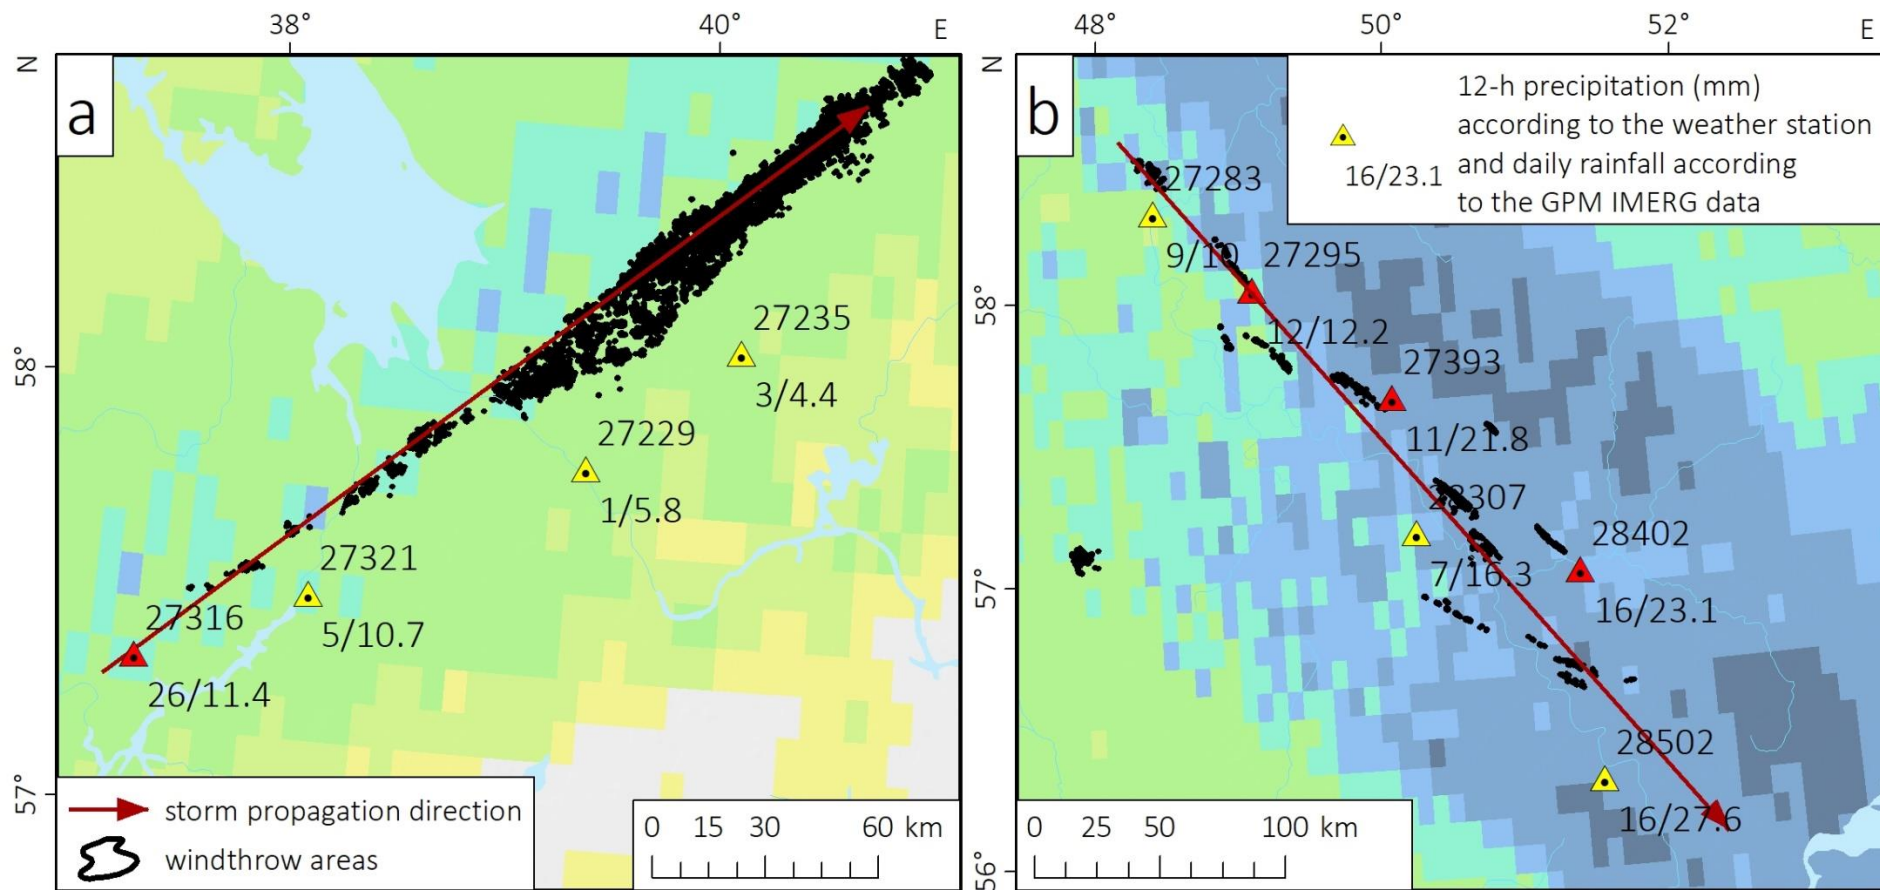 38°
40°
E
N
a
27235
58°
3/4.4
27229
1/5.8
27321
27316
5/10.7
26/11.4
57°
storm propagation direction
windthrow areas
0 15 30 60 km
48°
50°
52°
E
N
b
12-h precipitation (mm)
according to the weather station
and daily rainfall according
to the GPM IMERG data
16/23.1
27283
9/10
27295
58°
12/12.2
27393
11/21.8
28307
28402
7/16.3
57°
16/23.1
28502
16/27.6
0 25 50 100 km
56°